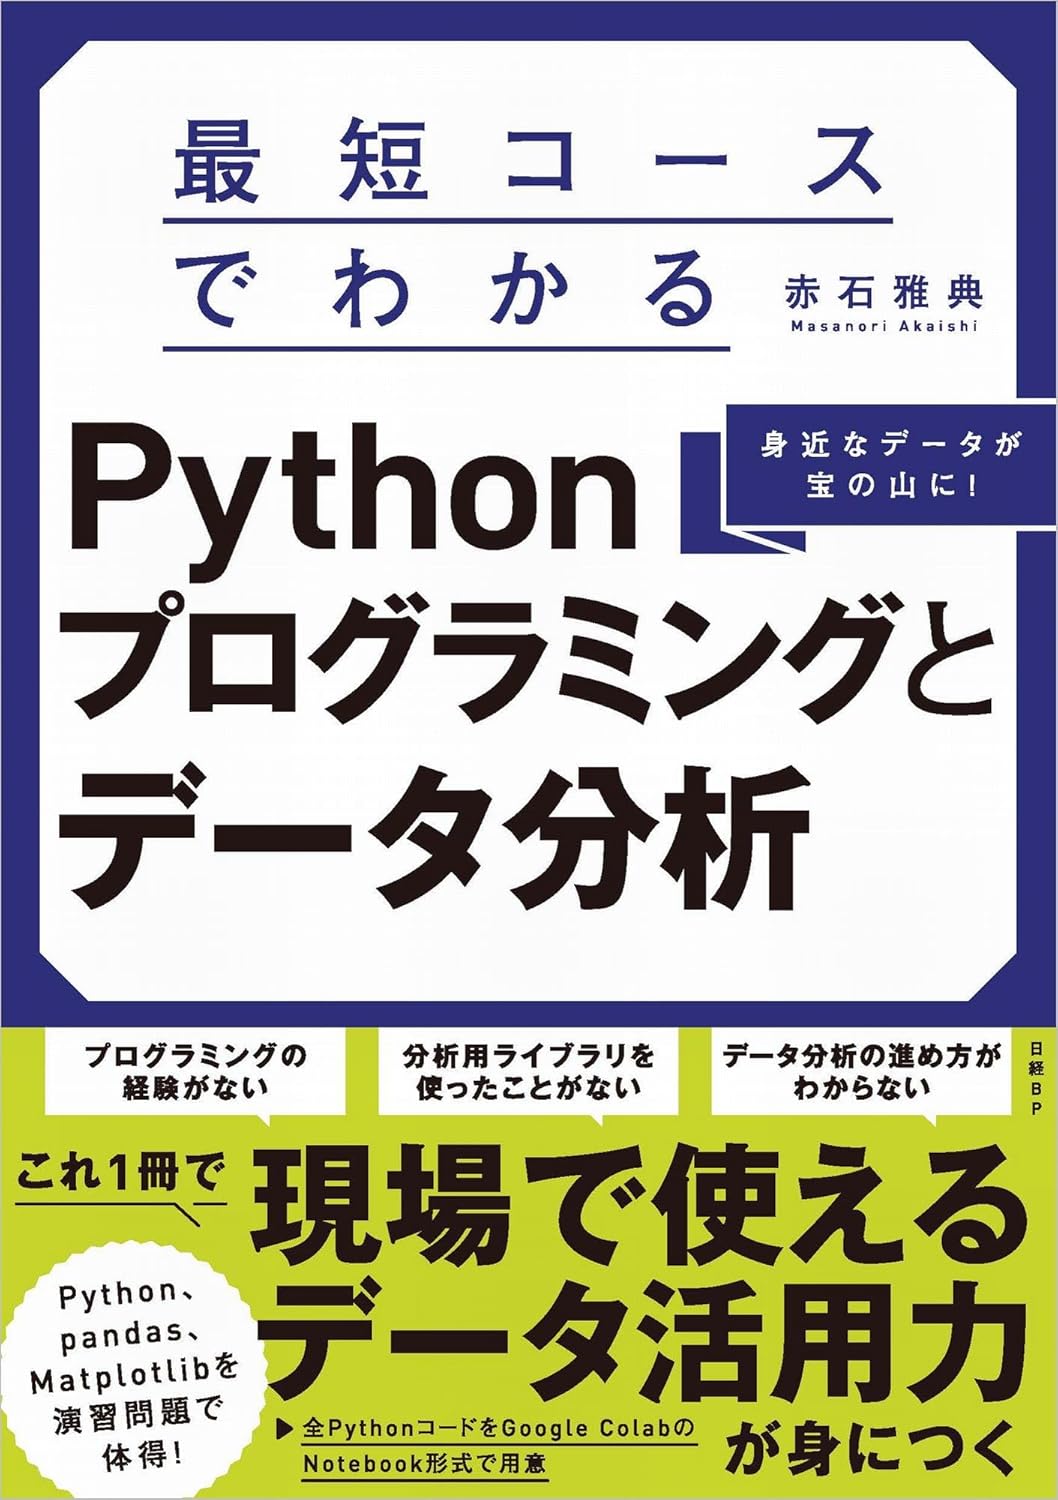 最短コース
でわかる
赤石雅典
Masanori Akaishi
身近なデータが
宝の山に!
Python
プログラミングと
データ分析
プログラミングの
経験がない
分析用ライブラリを
使ったことがない
データ分析の進め方が
わからない
日経BP
これ1冊で
現場で使える
データ活用力
が身につく
Python、
pandas、
Matplotlibを
演習問題で
体得!
▶全PythonコードをGoogle Colabの
Notebook形式で用意